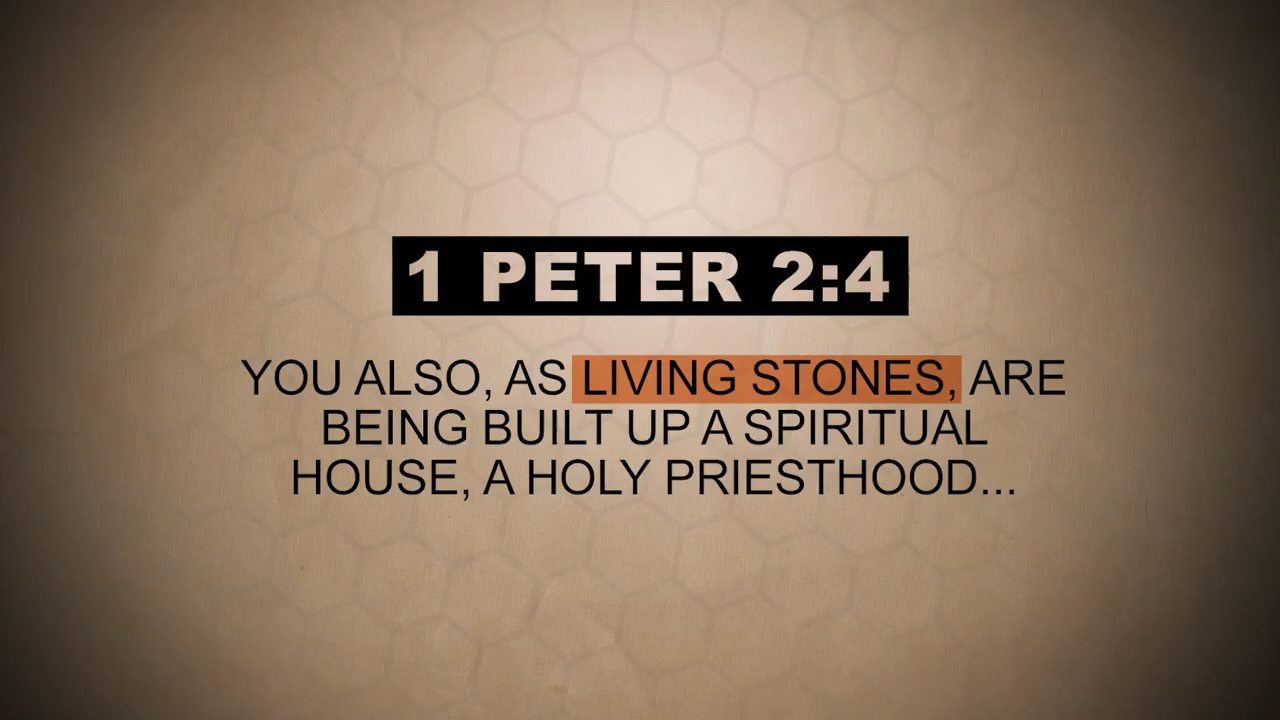 1 PETER 2:4
YOU ALSO, AS LIVING STONES, ARE
BEING BUILT UP A SPIRITUAL
HOUSE, A HOLY PRIESTHOOD...